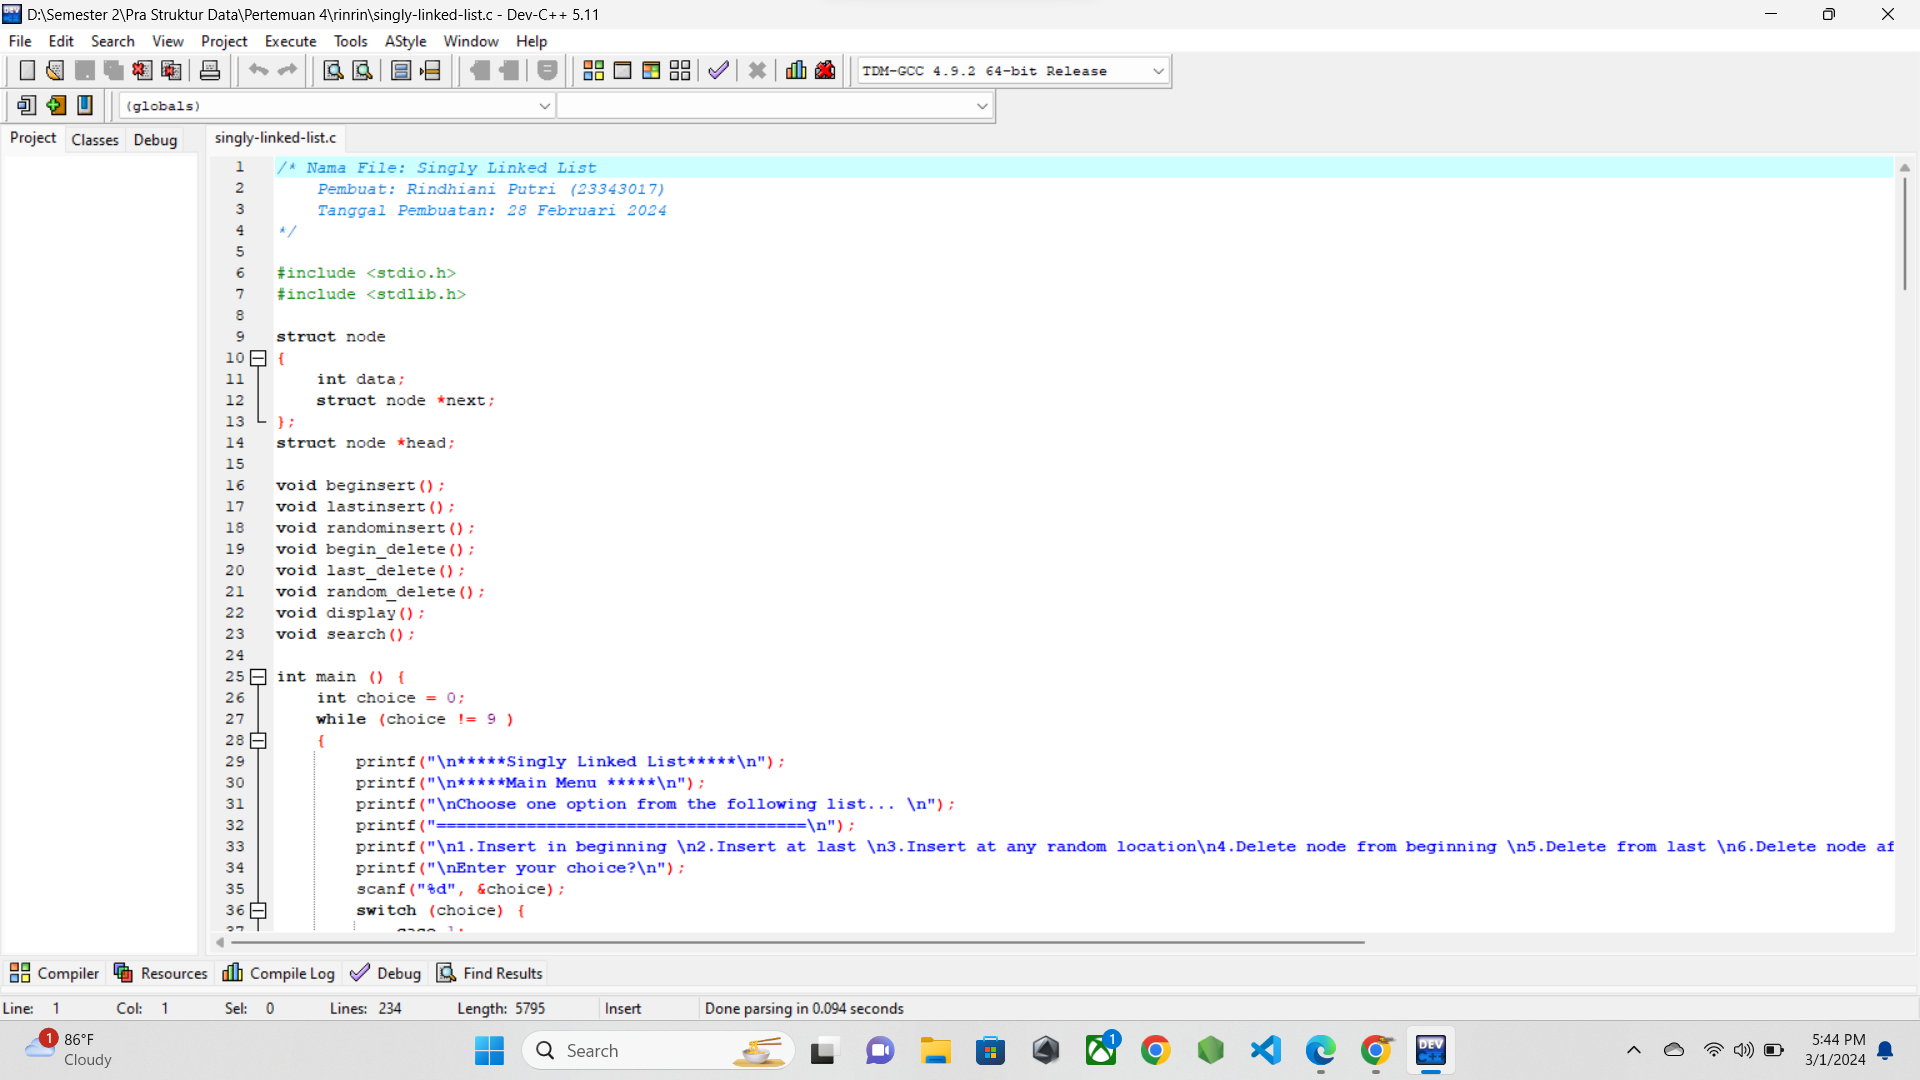 D:\Semester 2\Pra Struktur Data\Pertemuan 4\rinrin\singly-linked-list.c - Dev-C++ 5.11
File Edit Search View Project Execute Tools AStyle Window Help
TDM-GCC 4.9.2 64-bit Release
(globals)
Project Classes Debug singly-linked-list.c
1 /* Nama File: Singly Linked List
2 Pembuat: Rindhiani Putri (23343017)
3 Tanggal Pembuatan: 28 Februari 2024
4 */
5
6 #include <stdio.h>
7 #include <stdlib.h>
8
9 struct node
10 {
11 int data;
12 struct node *next;
13 };
14 struct node *head;
15
16 void beginsert();
17 void lastinsert();
18 void randominsert();
19 void begin_delete();
20 void last_delete();
21 void random_delete();
22 void display();
23 void search();
24
25 int main () {
26 int choice = 0;
27 while (choice != 9 )
28 {
29 printf("\n*****Singly Linked List*****\n");
30 printf("\n*****Main Menu *****\n");
31 printf("\nChoose one option from the following list... \n");
32 printf("=====================================\n");
33 printf("\n1.Insert in beginning \n2.Insert at last \n3.Insert at any random location\n4.Delete node from beginning \n5.Delete from last \n6.Delete node af
34 printf("\nEnter your choice?\n");
35 scanf("%d", &choice);
36 switch (choice) {
37 case 1:
Compiler Resources Compile Log Debug Find Results
Line: 1 Col: 1 Sel: 0 Lines: 234 Length: 5795 Insert Done parsing in 0.094 seconds
1 86°F
Cloudy
Search
1
DEV
C++
5:44 PM
3/1/2024